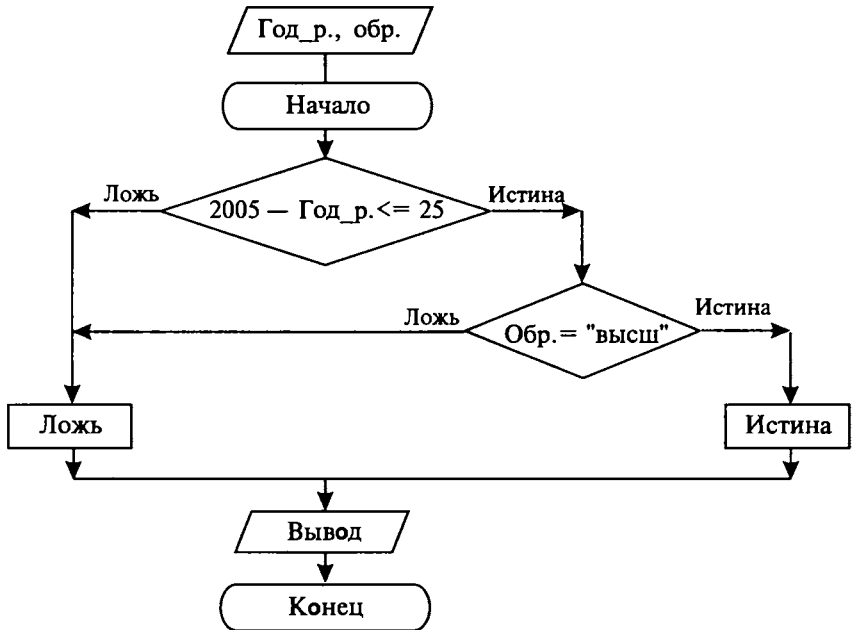 Год_р., обр.
Начало
Ложь
Истина
2005 — Год_р.<= 25
Ложь
Истина
Обр.= "высш"
Ложь
Истина
Вывод
Конец